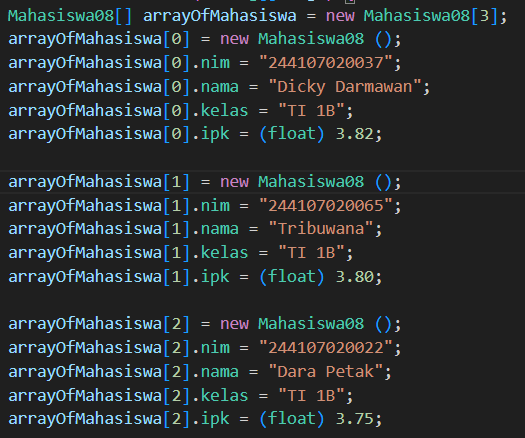 Mahasiswa08[] arrayOfMahasiswa = new Mahasiswa08[3];
arrayOfMahasiswa[0] = new Mahasiswa08 ();
arrayOfMahasiswa[0].nim = "244107020037";
arrayOfMahasiswa[0].nama = "Dicky Darmawan";
arrayOfMahasiswa[0].kelas = "TI 1B";
arrayOfMahasiswa[0].ipk = (float) 3.82;

arrayOfMahasiswa[1] = new Mahasiswa08 ();
arrayOfMahasiswa[1].nim = "244107020065";
arrayOfMahasiswa[1].nama = "Tribuwana";
arrayOfMahasiswa[1].kelas = "TI 1B";
arrayOfMahasiswa[1].ipk = (float) 3.80;

arrayOfMahasiswa[2] = new Mahasiswa08 ();
arrayOfMahasiswa[2].nim = "244107020022";
arrayOfMahasiswa[2].nama = "Dara Petak";
arrayOfMahasiswa[2].kelas = "TI 1B";
arrayOfMahasiswa[2].ipk = (float) 3.75;